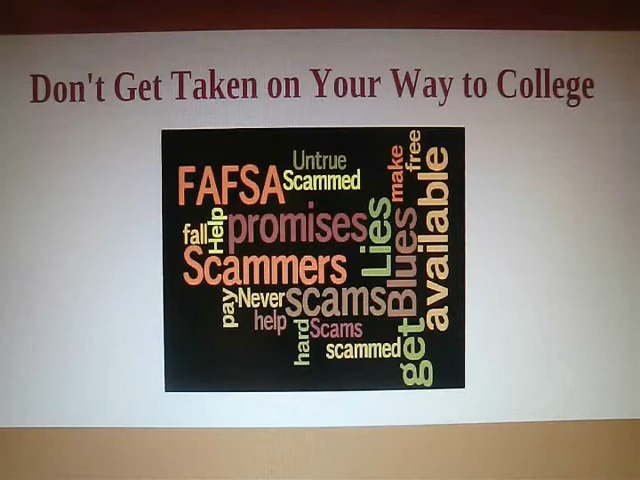 Don't Get Taken on Your Way to College
Untrue
FAFSA
Scammed
make
free
available
fall
Help
promises
Lies
Blues
Scammers
pay
Never
scams
help
hard
Scams
scammed
get